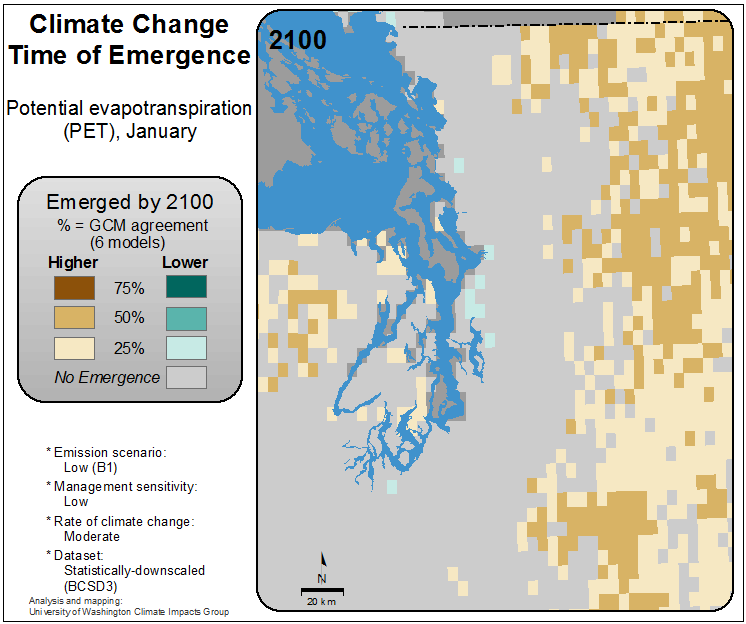 Climate Change
Time of Emergence
Potential evapotranspiration
(PET), January
Emerged by 2100
% = GCM agreement
(6 models)
Higher Lower
75%
50%
25%
No Emergence
* Emission scenario:
Low (B1)
* Management sensitivity:
Low
* Rate of climate change:
Moderate
* Dataset:
Statistically-downscaled
(BCSD3)
Analysis and mapping:
University of Washington Climate Impacts Group
2100
N
20 km